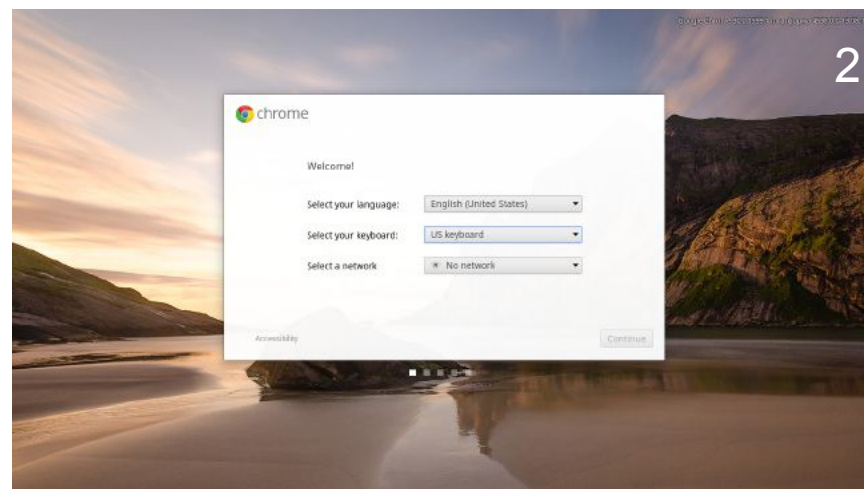 2
chrome
Welcome!
Select your language: English (United States)
Select your keyboard: US keyboard
Select a network No network
Accessibility Continue